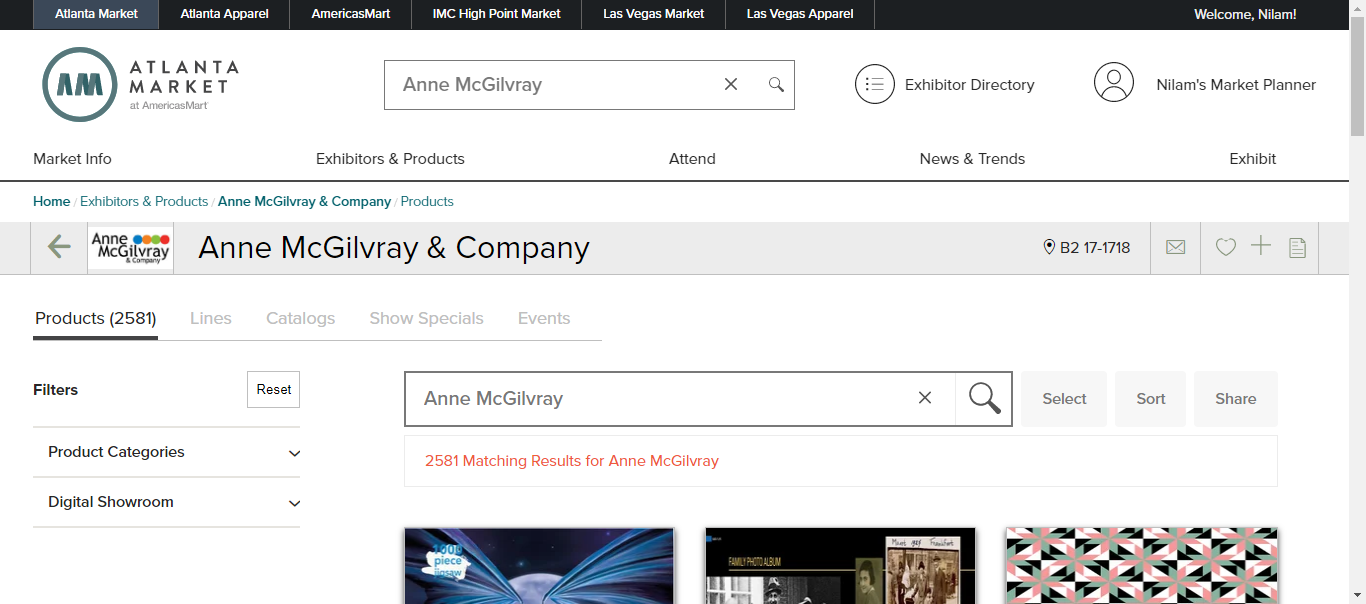 Atlanta Market
Atlanta Apparel
AmericasMart
IMC High Point Market
Las Vegas Market
Las Vegas Apparel
Welcome, Nilam!
AM
ATLANTA
MARKET
at AmericasMart
Anne McGilvray
Exhibitor Directory
Nilam's Market Planner
Market Info
Exhibitors & Products
Attend
News & Trends
Exhibit
Home / Exhibitors & Products / Anne McGilvray & Company / Products
Anne
McGilvray
& Company
Anne McGilvray & Company
B2 17-1718
Products (2581)
Lines
Catalogs
Show Specials
Events
Filters
Reset
Anne McGilvray
Select
Sort
Share
Product Categories
2581 Matching Results for Anne McGilvray
Digital Showroom
1000
piece
jigsaw
FAMILY PHOTO ALBUM